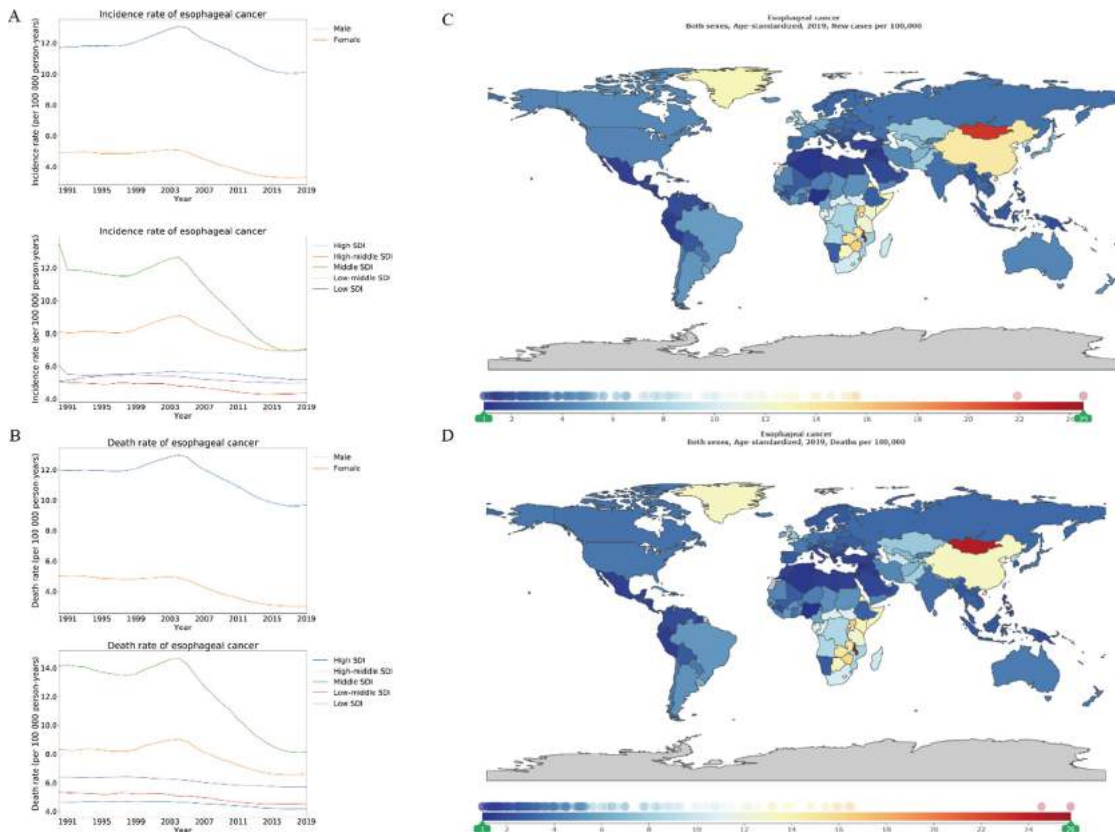 A
Incidence rate of esophageal cancer
Incidence rate (per 100 000 person-years)
12.0
10.0
6.0
4.0
1991 1995 1999 2003 2007 2011 2015 2019
Year
Male
Female
Incidence rate of esophageal cancer
Incidence rate (per 100 000 person-years)
12.0
10.0
8.0
6.0
4.0
1991 1995 1999 2003 2007 2011 2015 2019
Year
High SDI
High-middle SDI
Middle SDI
Low-middle SDI
Low SDI
B
Death rate of esophageal cancer
Death rate (per 100 000 person-years)
12.0
10.0
6.0
4.0
1991 1995 1999 2003 2007 2011 2015 2019
Year
Male
Female
Death rate of esophageal cancer
Death rate (per 100 000 person-years)
14.0
12.0
10.0
8.0
6.0
4.0
1991 1995 1999 2003 2007 2011 2015 2019
Year
High SDI
High-middle SDI
Middle SDI
Low-middle SDI
Low SDI
C
Esophageal cancer
Both sexes, Age-standardized, 2019, New cases per 100,000
2 4 6 8 10 12 14 16 18 20 22 24
D
Esophageal cancer
Both sexes, Age-standardized, 2019, Deaths per 100,000
2 4 6 8 10 12 14 16 18 20 22 24